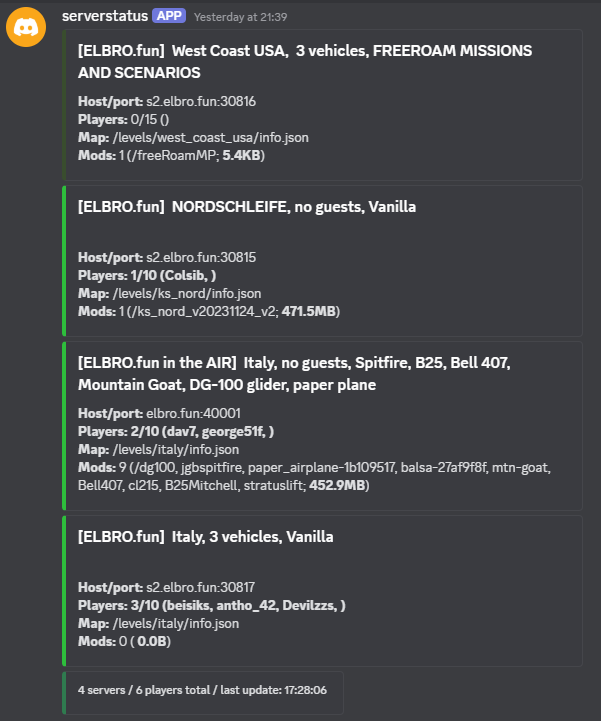 serverstatus APP Yesterday at 21:39
[ELBRO.fun] West Coast USA, 3 vehicles, FREEROAM MISSIONS
AND SCENARIOS
Host/port: s2.elbro.fun:30816
Players: 0/15 ()
Map: /levels/west_coast_usa/info.json
Mods: 1 (/freeRoamMP; 5.4KB)
[ELBRO.fun] NORDSCHLEIFE, no guests, Vanilla
Host/port: s2.elbro.fun:30815
Players: 1/10 (Colsib, )
Map: /levels/ks_nord/info.json
Mods: 1 (/ks_nord_v20231124_v2; 471.5MB)
[ELBRO.fun in the AIR] Italy, no guests, Spitfire, B25, Bell 407,
Mountain Goat, DG-100 glider, paper plane
Host/port: elbro.fun:40001
Players: 2/10 (dav7, george51f, )
Map: /levels/italy/info.json
Mods: 9 (/dg100, jgbspitfire, paper_airplane-1b109517, balsa-27af9f8f, mtn-goat,
Bell407, cl215, B25Mitchell, stratuslift; 452.9MB)
[ELBRO.fun] Italy, 3 vehicles, Vanilla
Host/port: s2.elbro.fun:30817
Players: 3/10 (beisiks, antho_42, Devilzzs, )
Map: /levels/italy/info.json
Mods: 0 ( 0.0B)
4 servers / 6 players total / last update: 17:28:06